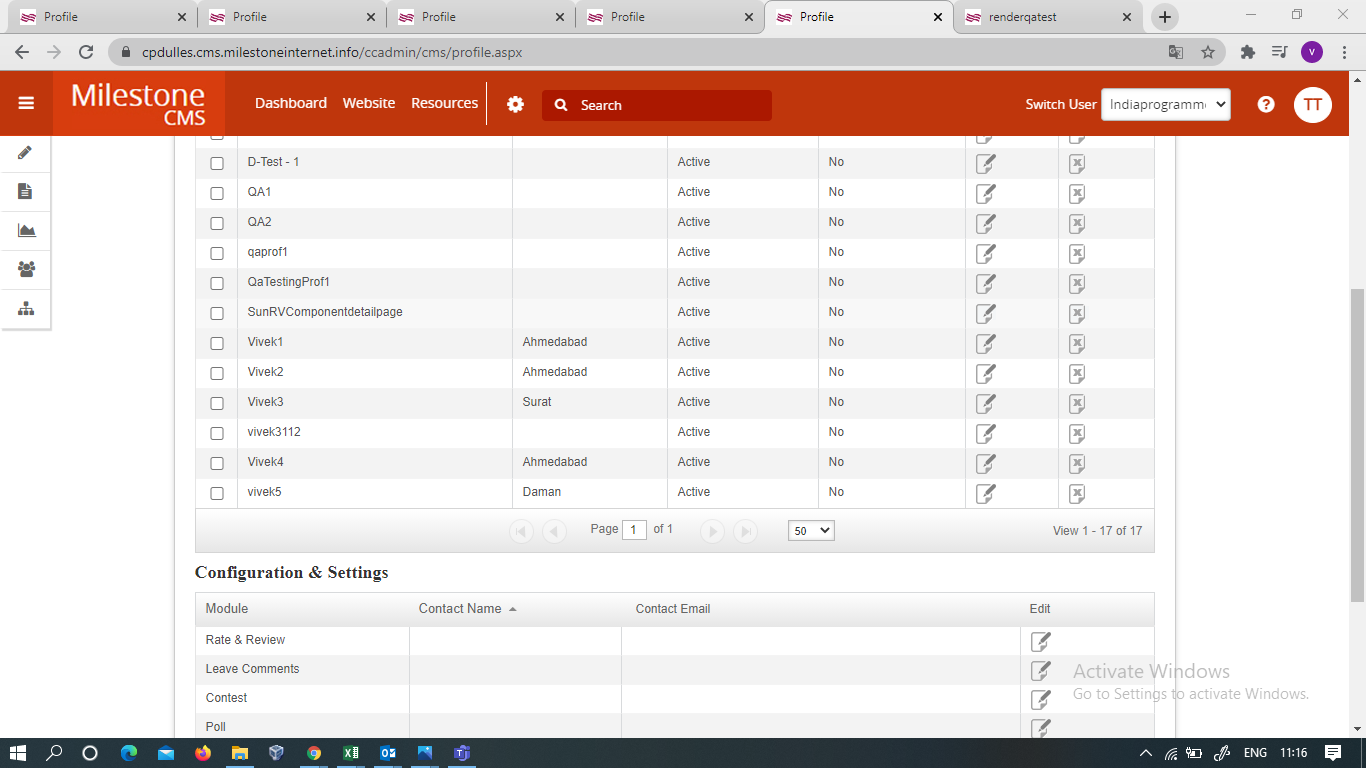 Profile Profile Profile Profile Profile renderqatest
cpdulles.cms.milestoneinternet.info/ccadmin/cms/profile.aspx V
Milestone CMS Dashboard Website Resources Search Switch User Indiaprogramm TT
D-Test - 1 Active No
QA1 Active No
QA2 Active No
qaprof1 Active No
QaTestingProf1 Active No
SunRVComponentdetailpage Active No
Vivek1 Ahmedabad Active No
Vivek2 Ahmedabad Active No
Vivek3 Surat Active No
vivek3112 Active No
Vivek4 Ahmedabad Active No
vivek5 Daman Active No
Page 1 of 1 50 View 1 - 17 of 17
Configuration & Settings
Module Contact Name Contact Email Edit
Rate & Review
Leave Comments
Contest
Poll
Activate Windows
Go to Settings to activate Windows.
ENG 11:16